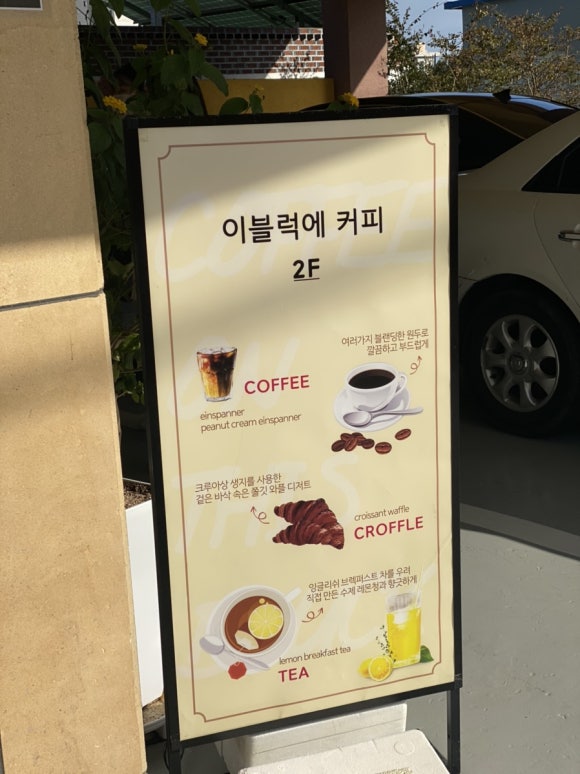 이블럭에 커피
2F
여러가지 블랜딩한 원두로
깔끔하고 부드럽게
COFFEE
einspanner
peanut cream einspanner
크루아상 생지를 사용한
겉은 바삭 속은 쫄깃 와플 디저트
croissant waffle
CROFFLE
잉글리쉬 브렉퍼스트 차를 우려
직접 만든 수제 레몬청과 향긋하게
lemon breakfast tea
TEA